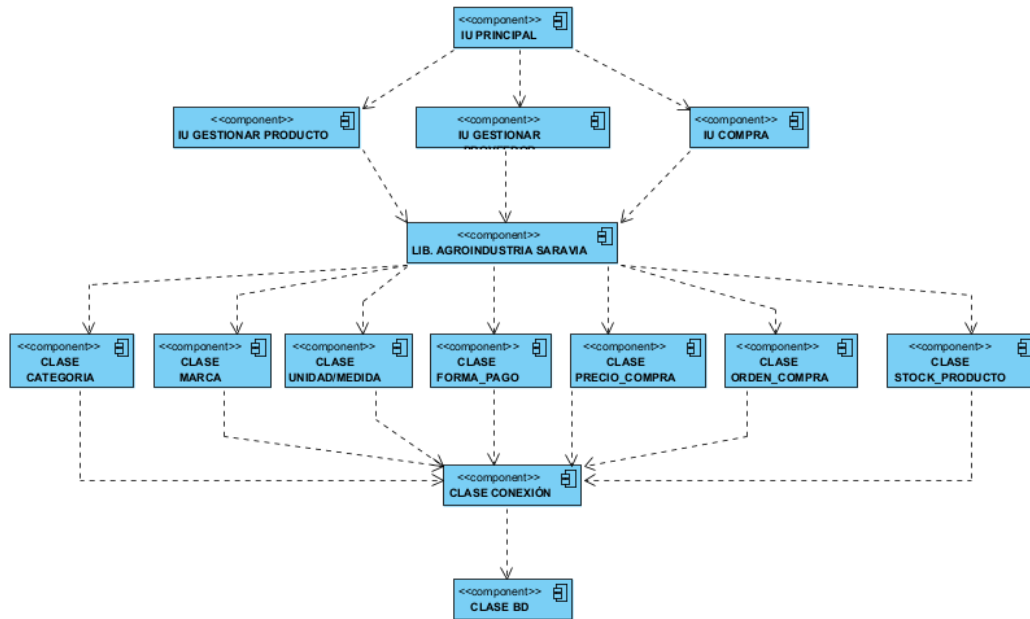 <<component>>
IU PRINCIPAL
<<component>>
IU GESTIONAR PRODUCTO
<<component>>
IU GESTIONAR
<<component>>
IU COMPRA
<<component>>
LIB. AGROINDUSTRIA SARAVIA
<<component>>
CLASE
CATEGORIA
<<component>>
CLASE
MARCA
<<component>>
CLASE
UNIDAD/MEDIDA
<<component>>
CLASE
FORMA_PAGO
<<component>>
CLASE
PRECIO_COMPRA
<<component>>
CLASE
ORDEN_COMPRA
<<component>>
CLASE
STOCK_PRODUCTO
<<component>>
CLASE CONEXIÓN
<<component>>
CLASE BD